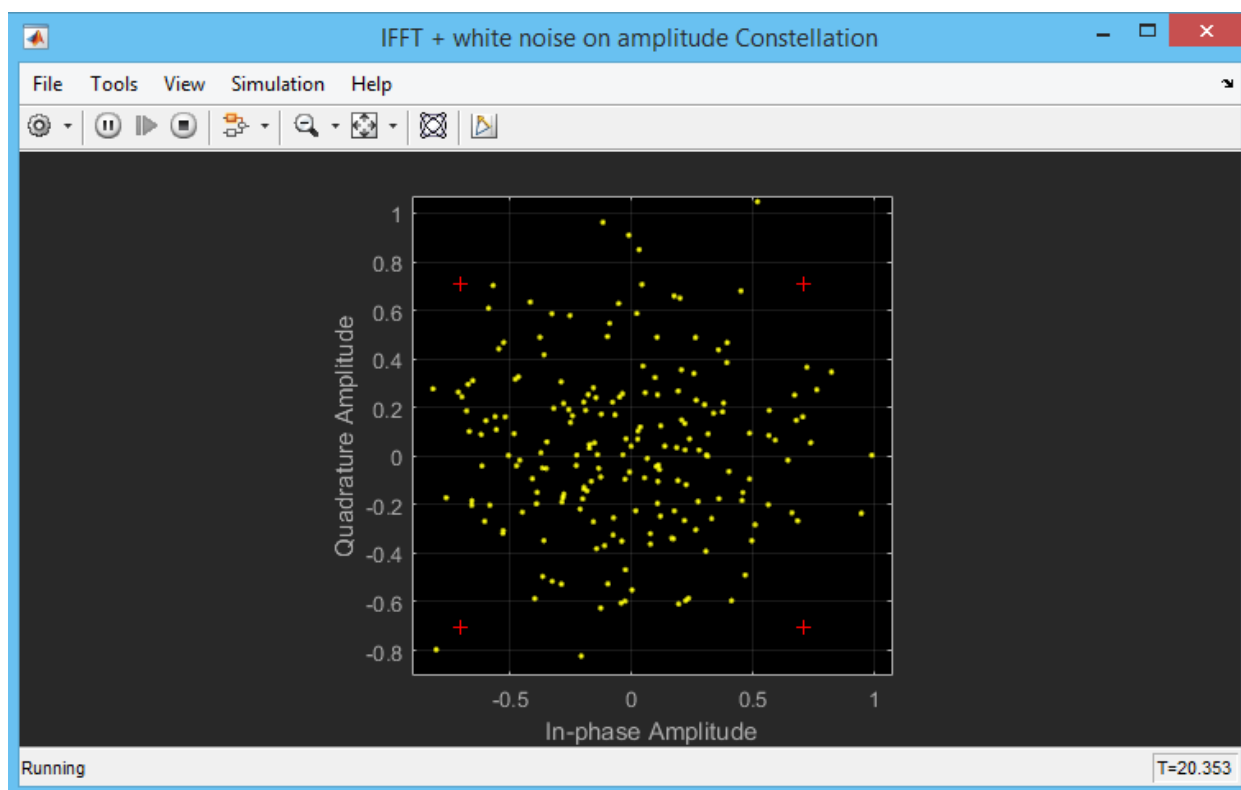 IFFT + white noise on amplitude Constellation
File Tools View Simulation Help
1
0.8
0.6
0.4
0.2
0
-0.2
-0.4
-0.6
-0.8
Quadrature Amplitude
-0.5 0 0.5 1
In-phase Amplitude
Running T=20.353